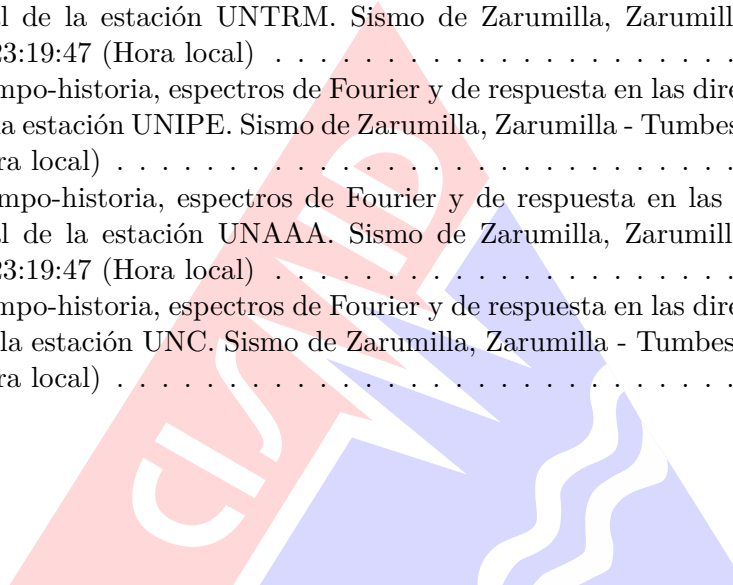 l de la estación UNTRM. Sismo de Zarumilla, Zarumill
23:19:47 (Hora local) . . . . . . . . . . . . . . . . . . . . . . . . .
mpo-historia, espectros de Fourier y de respuesta en las dire
la estación UNIPE. Sismo de Zarumilla, Zarumilla - Tumbes
ra local) . . . . . . . . . . . . . . . . . . . . . . . . . . . . . . . . .
mpo-historia, espectros de Fourier y de respuesta en las
l de la estación UNAAA. Sismo de Zarumilla, Zarumill
23:19:47 (Hora local) . . . . . . . . . . . . . . . . . . . . . . . . .
mpo-historia, espectros de Fourier y de respuesta en las dire
la estación UNC. Sismo de Zarumilla, Zarumilla - Tumbes
ra local) . . . . . . . . . . . . . . . . . . . . . . . . . . . . . . . . .
CISMID